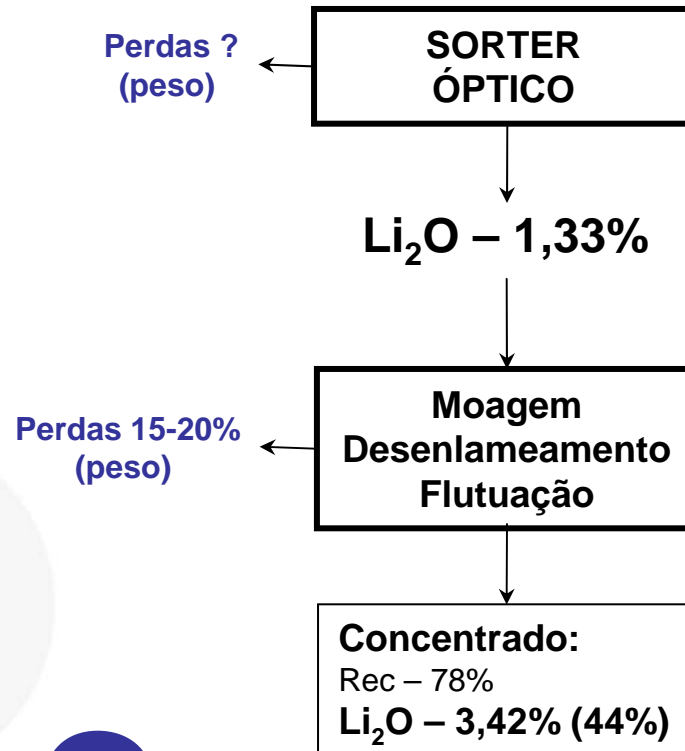 Perdas ?
(peso)
SORTER
ÓPTICO
Li₂O – 1,33%
Perdas 15-20%
(peso)
Moagem
Desenlameamento
Flutuação
Concentrado:
Rec – 78%
Li₂O – 3,42% (44%)